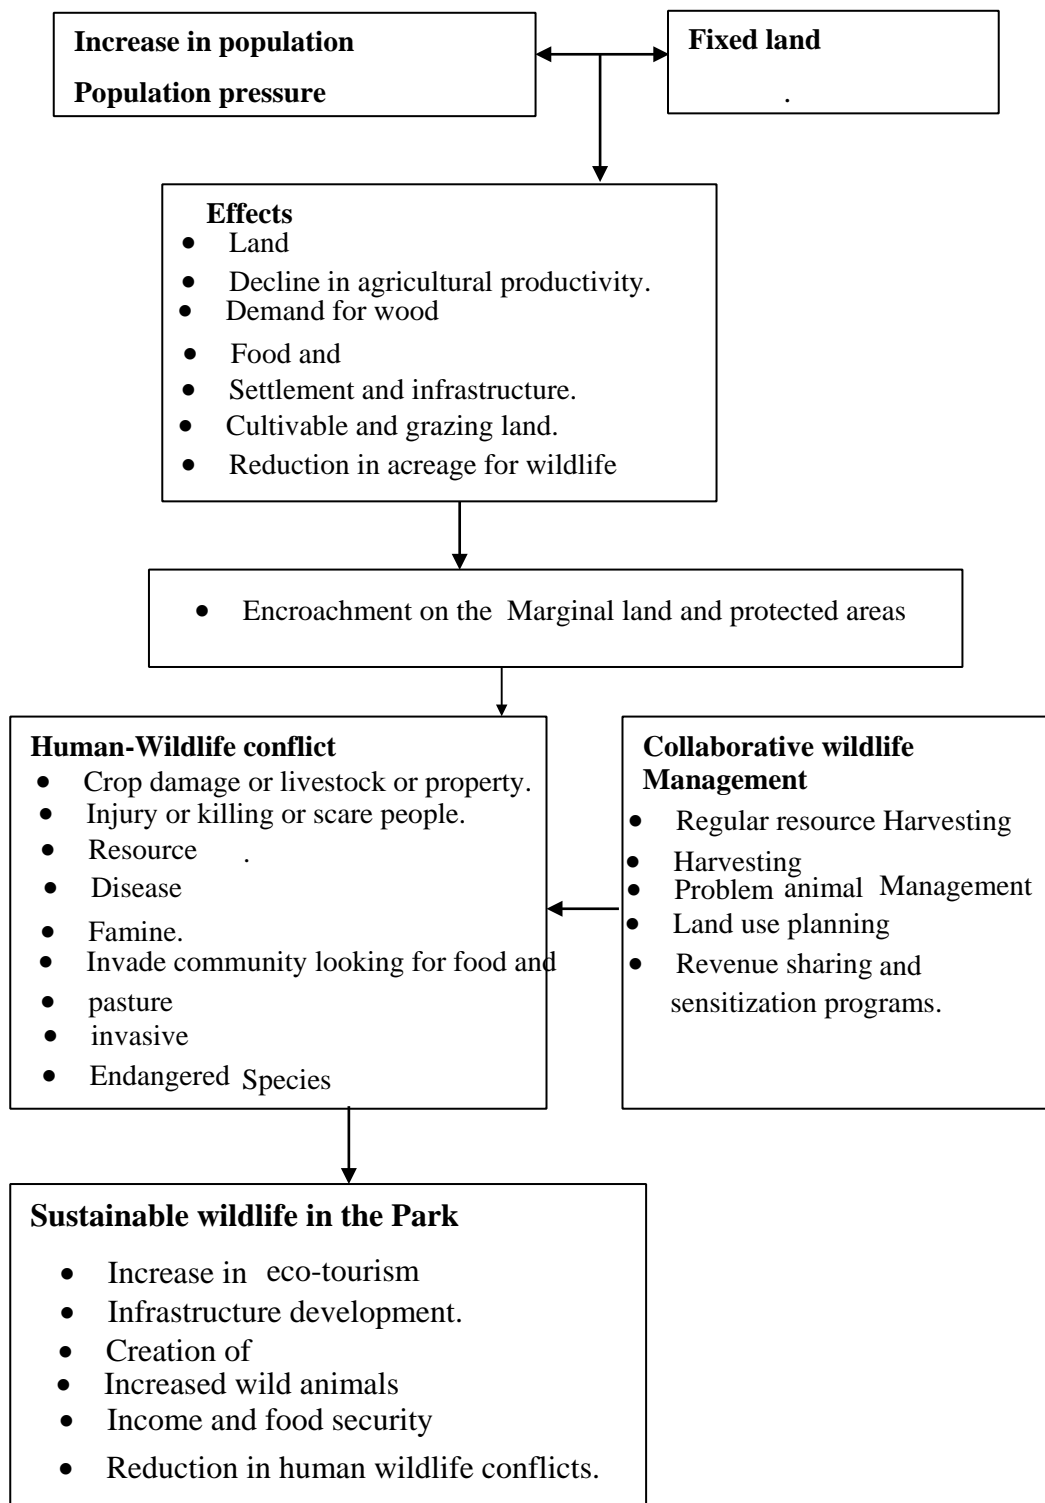 Increase in population
Population pressure
Fixed land
.
Effects
• Land
• Decline in agricultural productivity.
• Demand for wood
• Food and
• Settlement and infrastructure.
• Cultivable and grazing land.
• Reduction in acreage for wildlife
• Encroachment on the Marginal land and protected areas
Human-Wildlife conflict
• Crop damage or livestock or property.
• Injury or killing or scare people.
• Resource .
• Disease
• Famine.
• Invade community looking for food and
• pasture
• invasive
• Endangered Species
Collaborative wildlife
Management
• Regular resource Harvesting
• Harvesting
• Problem animal Management
• Land use planning
• Revenue sharing and
sensitization programs.
Sustainable wildlife in the Park
• Increase in eco-tourism
• Infrastructure development.
• Creation of
• Increased wild animals
• Income and food security
• Reduction in human wildlife conflicts.